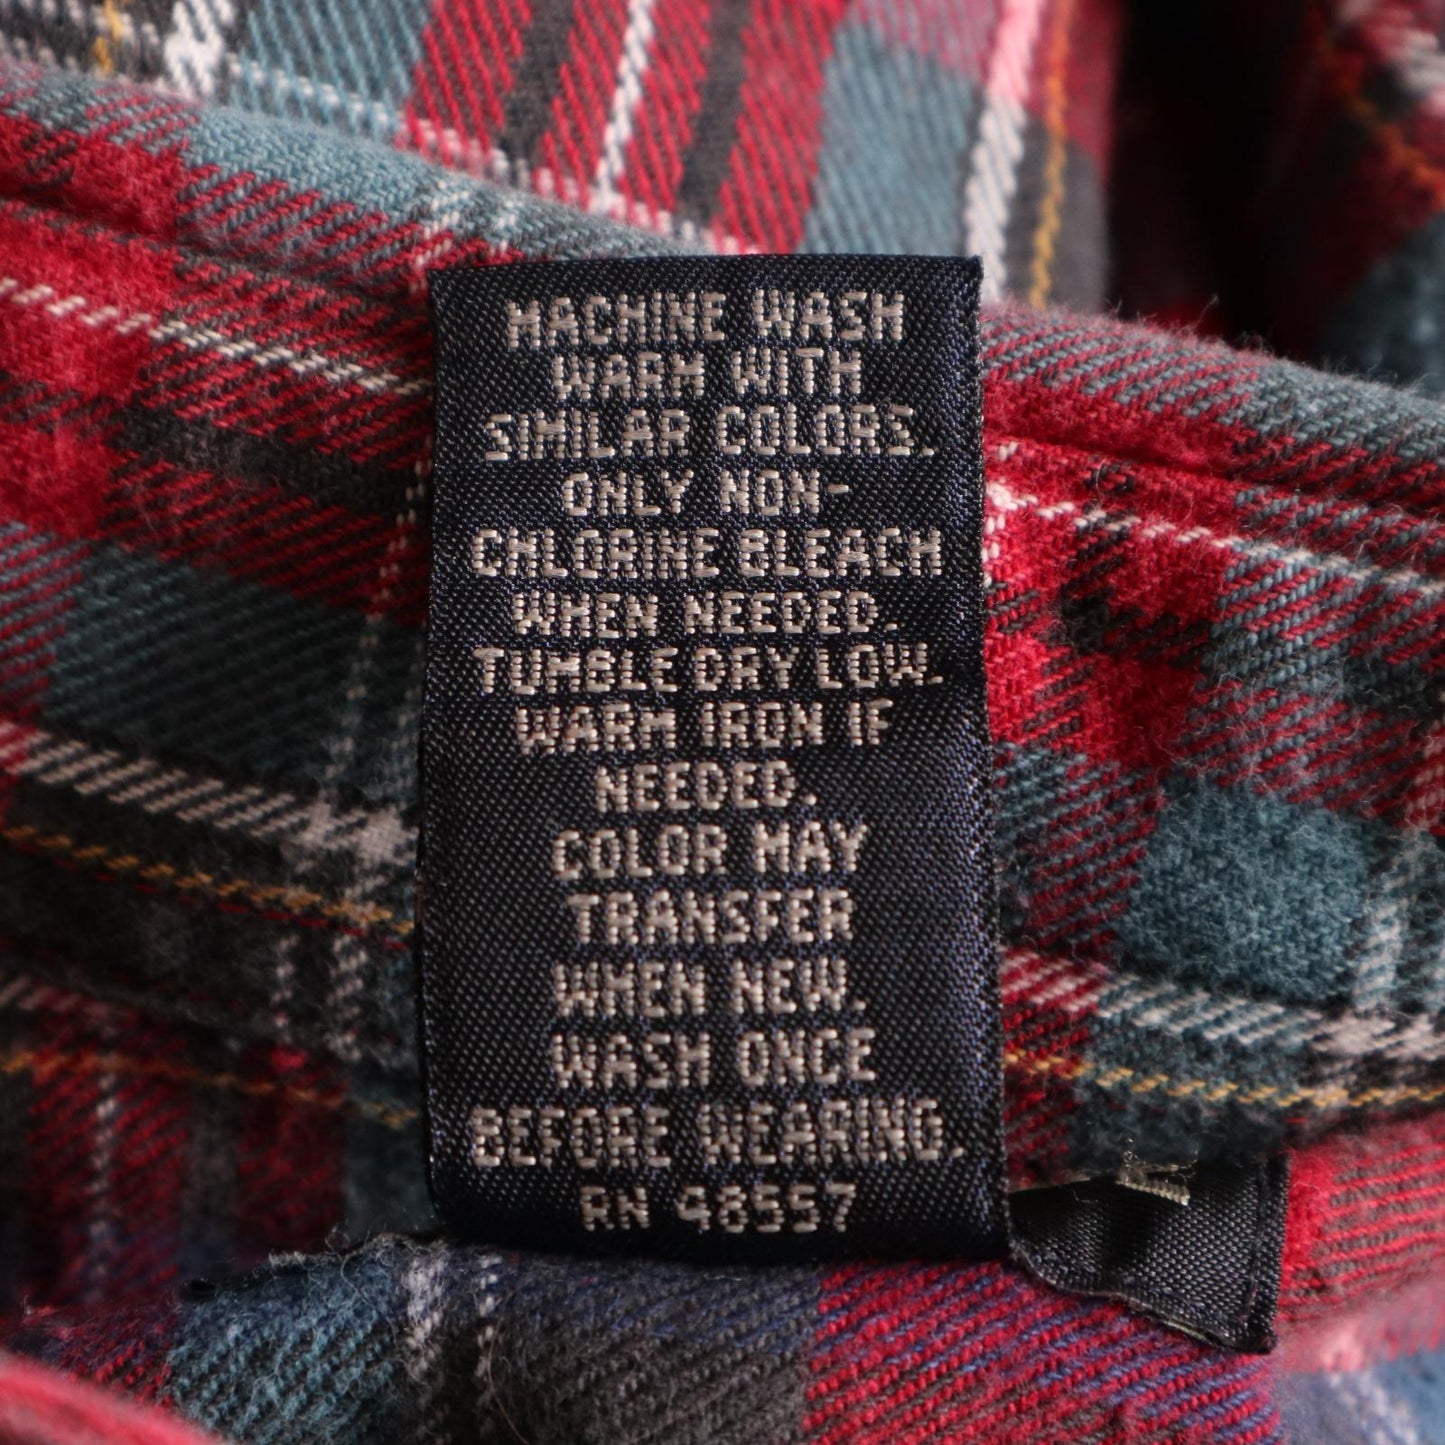 MACHINE WASH
WARM WITH
SIMILAR COLORS.
ONLY NON-
CHLORINE BLEACH
WHEN NEEDED.
TUMBLE DRY LOW.
WARM IRON IF
NEEDED.
COLOR MAY
TRANSFER
WHEN NEW.
WASH ONCE
BEFORE WEARING.
RN 48557